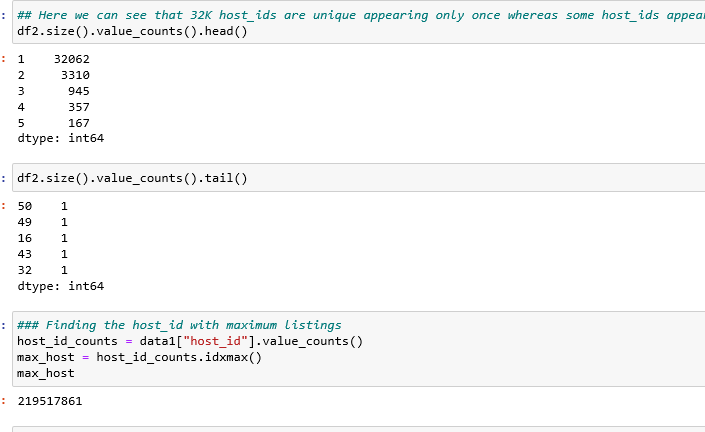 : ## Here we can see that 32K host_ids are unique appearing only once whereas some host_ids
df2.size().value_counts().head()
: 1 32062
2 3310
3 945
4 357
5 167
dtype: int64
: df2.size().value_counts().tail()
: 50 1
49 1
16 1
43 1
32 1
dtype: int64
: ### Finding the host_id with maximum listings
host_id_counts = data1["host_id"].value_counts()
max_host = host_id_counts.idxmax()
max_host
: 219517861